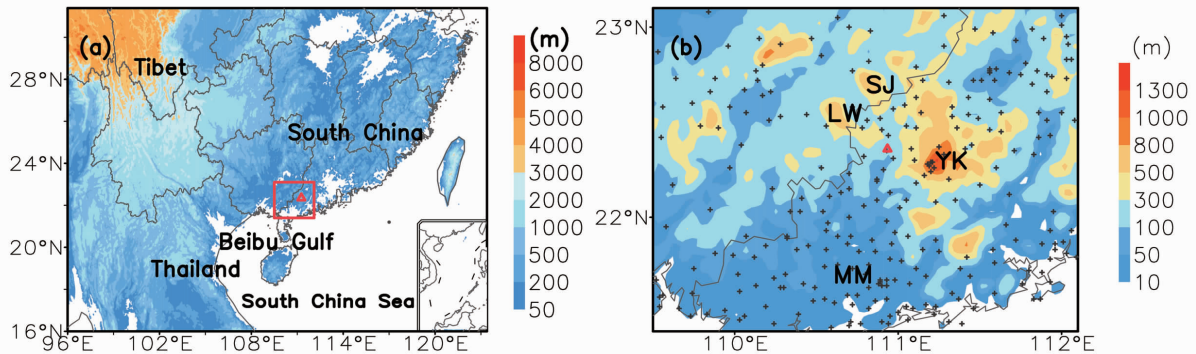 (a)
Tibet
South China
Beibu Gulf
Thailand
South China Sea
28°N
24°N
20°N
16°N
96°E 102°E 108°E 114°E 120°E
(m)
8000
6000
5000
4000
3000
2000
1000
500
200
50
(b)
SJ
LW
YK
MM
23°N
22°N
110°E 111°E 112°E
(m)
1300
1000
800
500
300
100
50
10